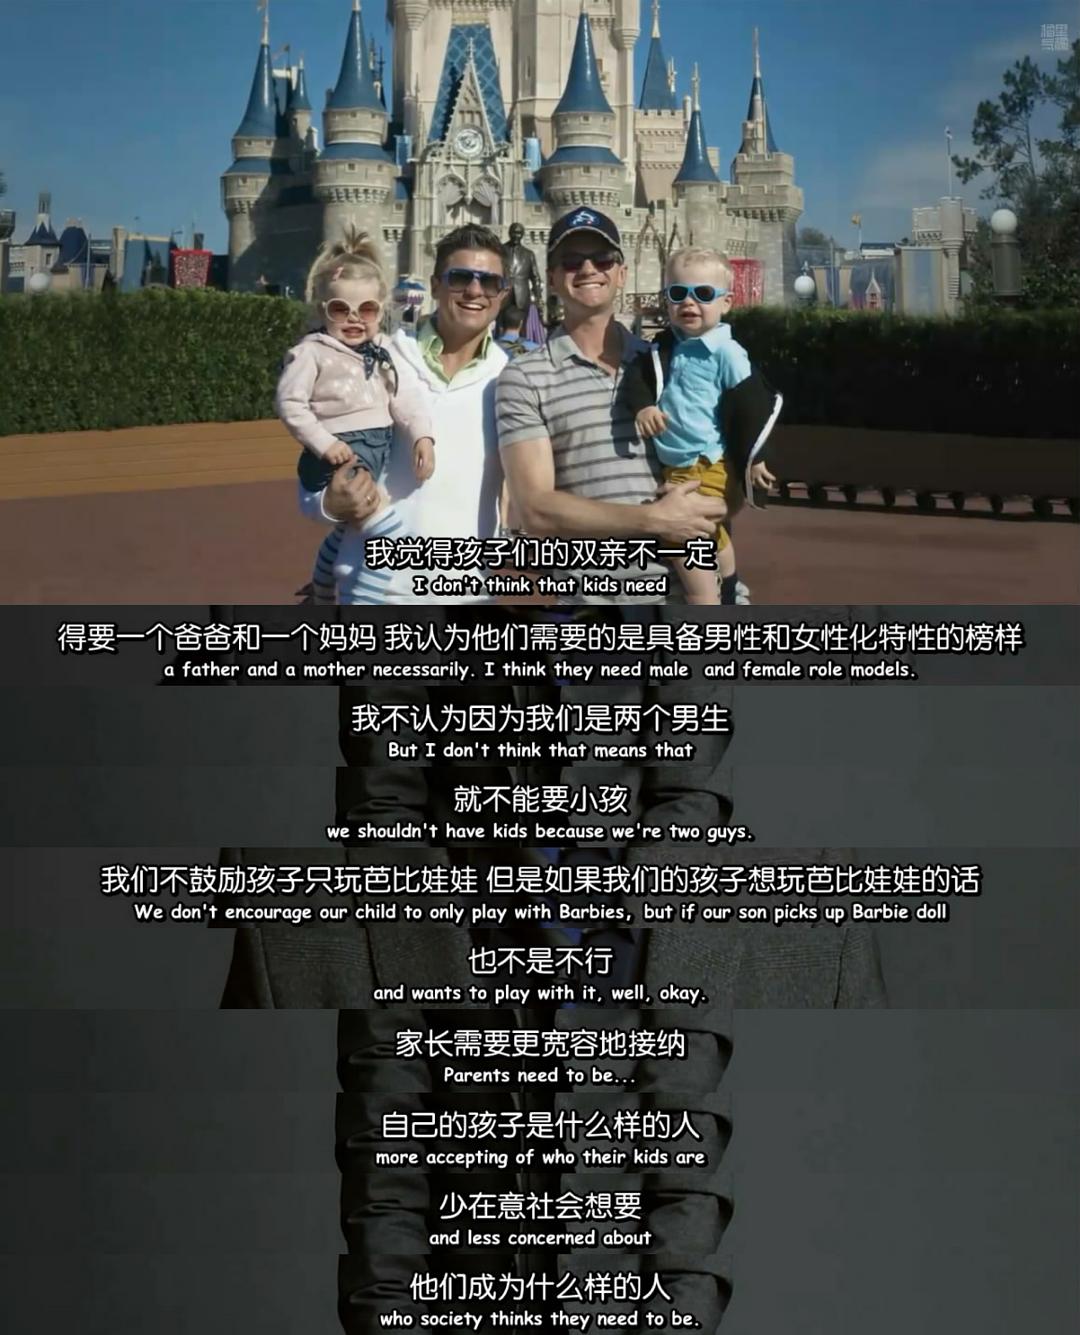 我觉得孩子们的双亲不一定
I don't think that kids need
得要一个爸爸和一个妈妈 我认为他们需要的是具备男性和女性化特性的榜样
a father and a mother necessarily. I think they need male and female role models.
我不认为因为我们是两个男生
But I don't think that means that
就不能要小孩
we shouldn't have kids because we're two guys.
我们不鼓励孩子只玩芭比娃娃 但是如果我们的孩子想玩芭比娃娃的话
We don't encourage our child to only play with Barbies, but if our son picks up Barbie doll
也不是不行
and wants to play with it, well, okay.
家长需要更宽容地接纳
Parents need to be...
自己的孩子是什么样的人
more accepting of who their kids are
少在意社会想要
and less concerned about
他们成为什么样的人
who society thinks they need to be.